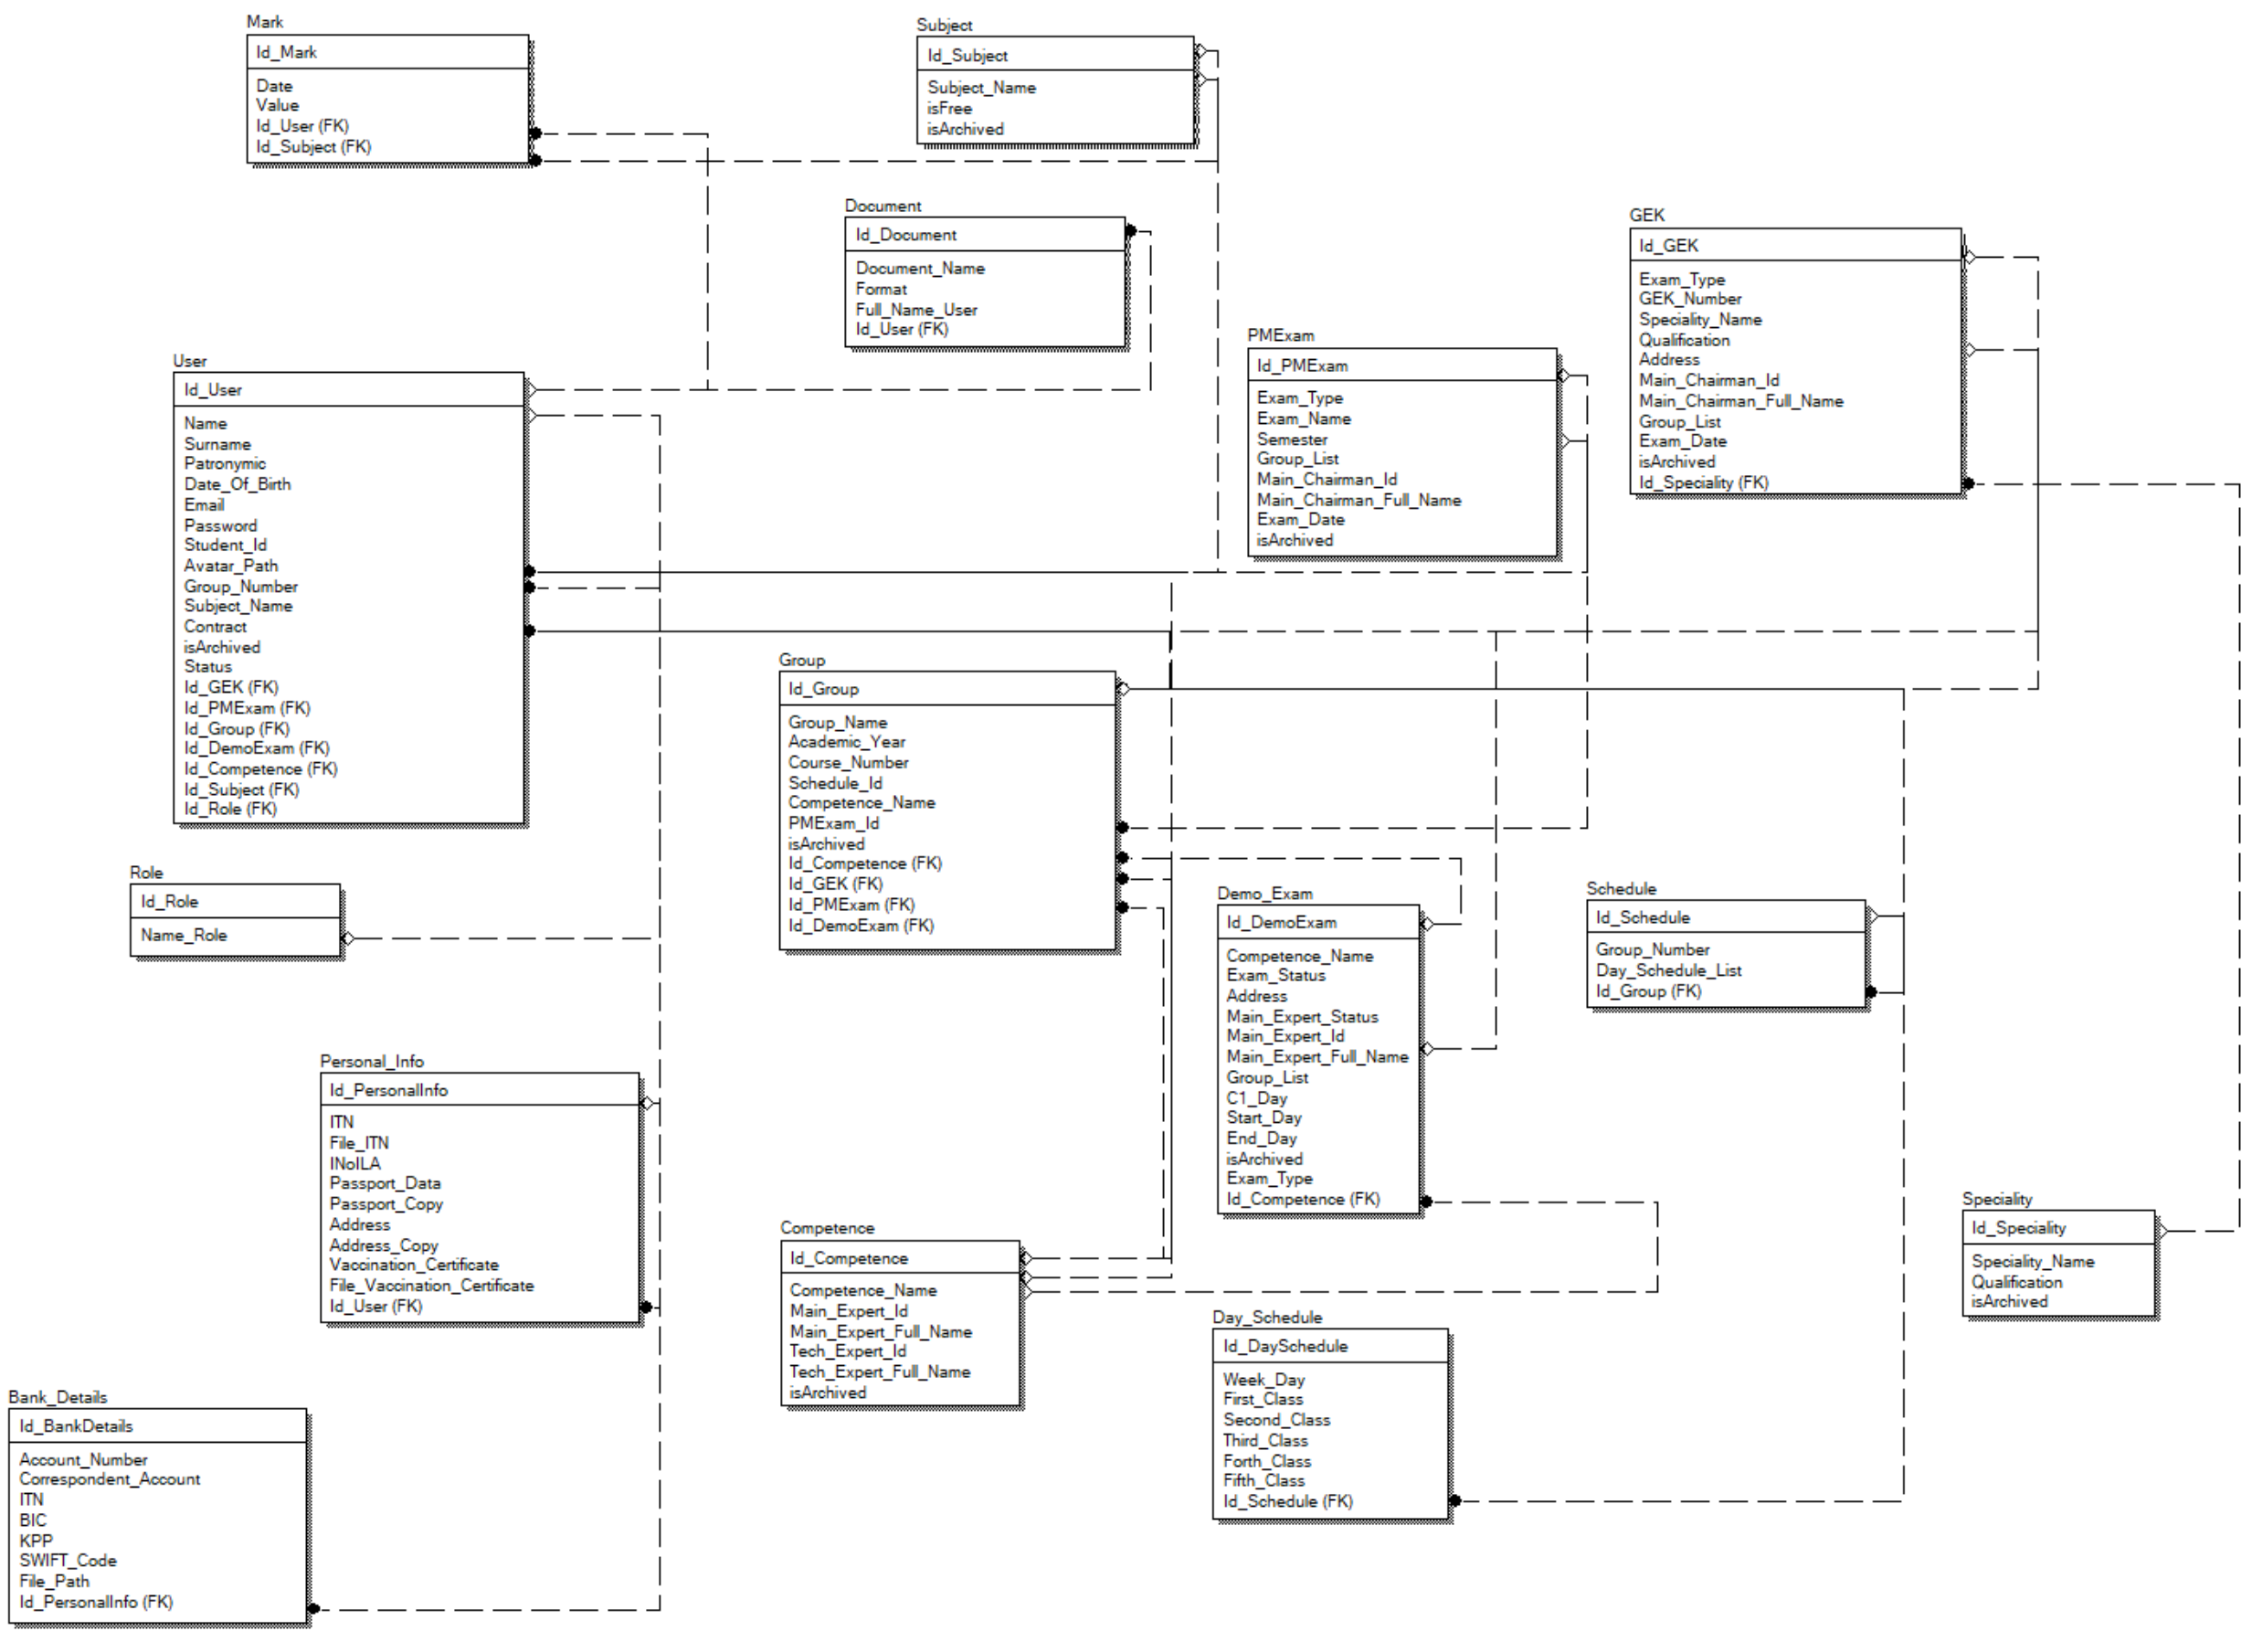 Mark
Id_Mark
Date
Value
Id_User (FK)
Id_Subject (FK)
Subject
Id_Subject
Subject_Name
isFree
isArchived
Document
Id_Document
Document_Name
Format
Full_Name_User
Id_User (FK)
GEK
Id_GEK
Exam_Type
GEK_Number
Speciality_Name
Qualification
Address
Main_Chairman_Id
Main_Chairman_Full_Name
Group_List
Exam_Date
isArchived
Id_Speciality (FK)
PMExam
Id_PMExam
Exam_Type
Exam_Name
Semester
Group_List
Main_Chairman_Id
Main_Chairman_Full_Name
Exam_Date
isArchived
User
Id_User
Name
Surname
Patronymic
Date_Of_Birth
Email
Password
Student_Id
Avatar_Path
Group_Number
Subject_Name
Contract
isArchived
Status
Id_GEK (FK)
Id_PMExam (FK)
Id_Group (FK)
Id_DemoExam (FK)
Id_Competence (FK)
Id_Subject (FK)
Id_Role (FK)
Group
Id_Group
Group_Name
Academic_Year
Course_Number
Schedule_Id
Competence_Name
PMExam_Id
isArchived
Id_Competence (FK)
Id_GEK (FK)
Id_PMExam (FK)
Id_DemoExam (FK)
Role
Id_Role
Name_Role
Demo_Exam
Id_DemoExam
Competence_Name
Exam_Status
Address
Main_Expert_Status
Main_Expert_Id
Main_Expert_Full_Name
Group_List
C1_Day
Start_Day
End_Day
isArchived
Exam_Type
Id_Competence (FK)
Schedule
Id_Schedule
Group_Number
Day_Schedule_List
Id_Group (FK)
Personal_Info
Id_PersonalInfo
ITN
File_ITN
INoILA
Passport_Data
Passport_Copy
Address
Address_Copy
Vaccination_Certificate
File_Vaccination_Certificate
Id_User (FK)
Competence
Id_Competence
Competence_Name
Main_Expert_Id
Main_Expert_Full_Name
Tech_Expert_Id
Tech_Expert_Full_Name
isArchived
Speciality
Id_Speciality
Speciality_Name
Qualification
isArchived
Day_Schedule
Id_DaySchedule
Week_Day
First_Class
Second_Class
Third_Class
Forth_Class
Fifth_Class
Id_Schedule (FK)
Bank_Details
Id_BankDetails
Account_Number
Correspondent_Account
ITN
BIC
KPP
SWIFT_Code
File_Path
Id_PersonalInfo (FK)